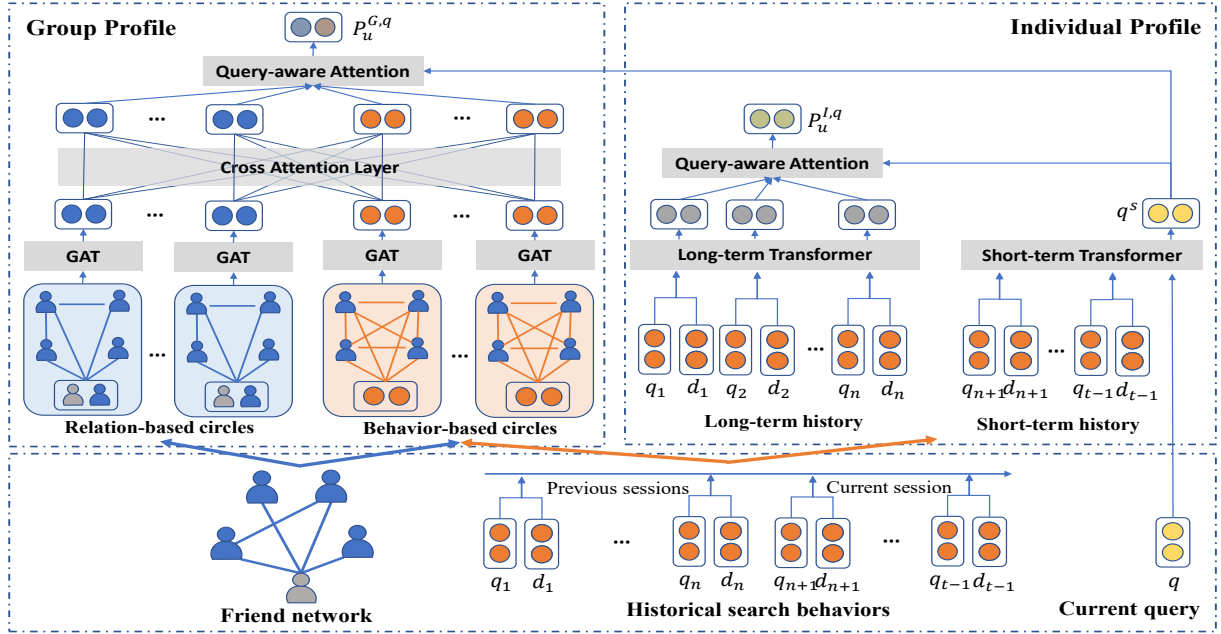 Group Profile
P_u^{G,q}
Query-aware Attention
...
...
Cross Attention Layer
...
...
GAT
GAT
GAT
GAT
...
...
Relation-based circles
Behavior-based circles
Individual Profile
P_u^{I,q}
Query-aware Attention
q^s
Long-term Transformer
Short-term Transformer
...
...
q_1 d_1 q_2 d_2 q_n d_n
q_{n+1} d_{n+1} q_{t-1} d_{t-1}
Long-term history
Short-term history
Previous sessions
Current session
...
...
q_1 d_1 q_n d_n q_{n+1} d_{n+1} q_{t-1} d_{t-1}
q
Friend network
Historical search behaviors
Current query